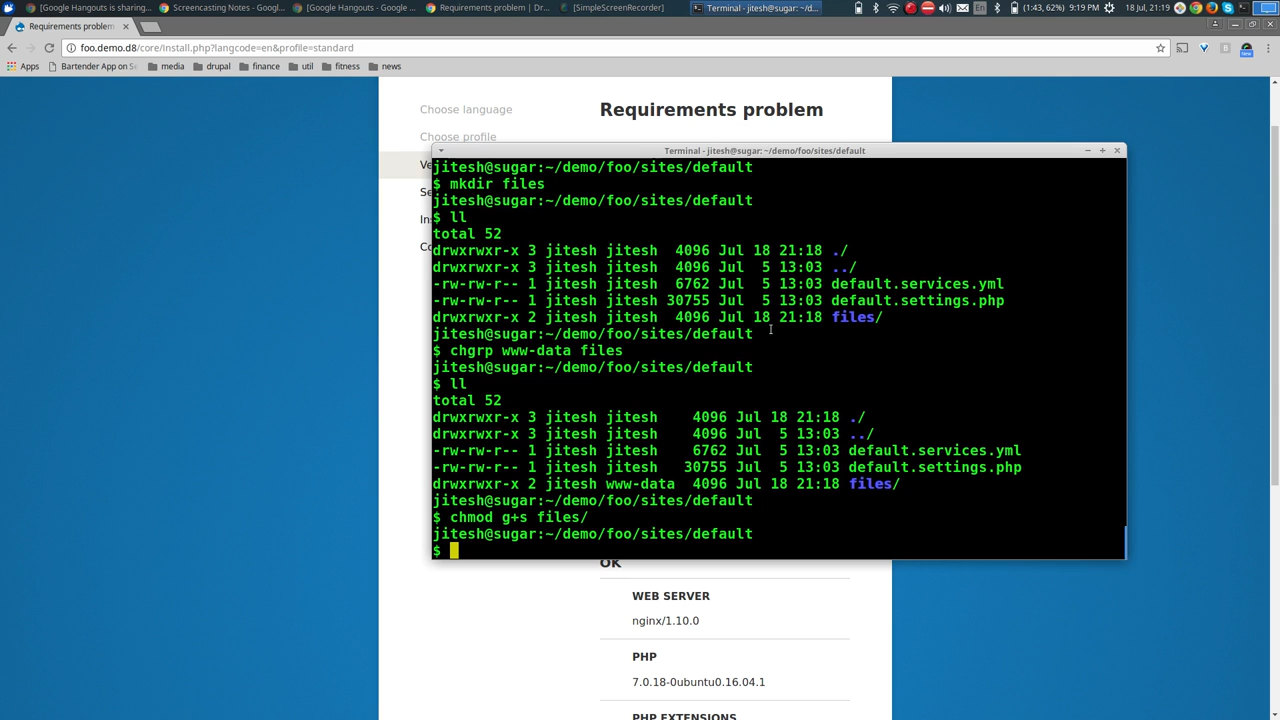 [Google Hangouts is sharing...
Screencasting Notes - Google...
[Google Hangouts - Google ...
Requirements problem | Dr...
[SimpleScreenRecorder]
Terminal - jitesh@sugar: ~/d...
En
(1:43, 62%)
9:19 PM
18 Jul, 21:19
Requirements problem
foo.demo.d8/core/install.php?langcode=en&profile=standard
Apps
Bartender App on Sa
media
drupal
finance
util
fitness
news
Choose language
Choose profile
Ve
Se
In
Co
Requirements problem
Terminal - jitesh@sugar: ~/demo/foo/sites/default
jitesh@sugar:~/demo/foo/sites/default
$ mkdir files
jitesh@sugar:~/demo/foo/sites/default
$ ll
total 52
drwxrwxr-x 3 jitesh jitesh  4096 Jul 18 21:18 ./
drwxrwxr-x 3 jitesh jitesh  4096 Jul  5 13:03 ../
-rw-rw-r-- 1 jitesh jitesh  6762 Jul  5 13:03 default.services.yml
-rw-rw-r-- 1 jitesh jitesh 30755 Jul  5 13:03 default.settings.php
drwxrwxr-x 2 jitesh jitesh  4096 Jul 18 21:18 files/
jitesh@sugar:~/demo/foo/sites/default
$ chgrp www-data files
jitesh@sugar:~/demo/foo/sites/default
$ ll
total 52
drwxrwxr-x 3 jitesh jitesh    4096 Jul 18 21:18 ./
drwxrwxr-x 3 jitesh jitesh    4096 Jul  5 13:03 ../
-rw-rw-r-- 1 jitesh jitesh    6762 Jul  5 13:03 default.services.yml
-rw-rw-r-- 1 jitesh jitesh   30755 Jul  5 13:03 default.settings.php
drwxrwxr-x 2 jitesh www-data  4096 Jul 18 21:18 files/
jitesh@sugar:~/demo/foo/sites/default
$ chmod g+s files/
jitesh@sugar:~/demo/foo/sites/default
$
OK
WEB SERVER
nginx/1.10.0
PHP
7.0.18-0ubuntu0.16.04.1
PHP EXTENSIONS